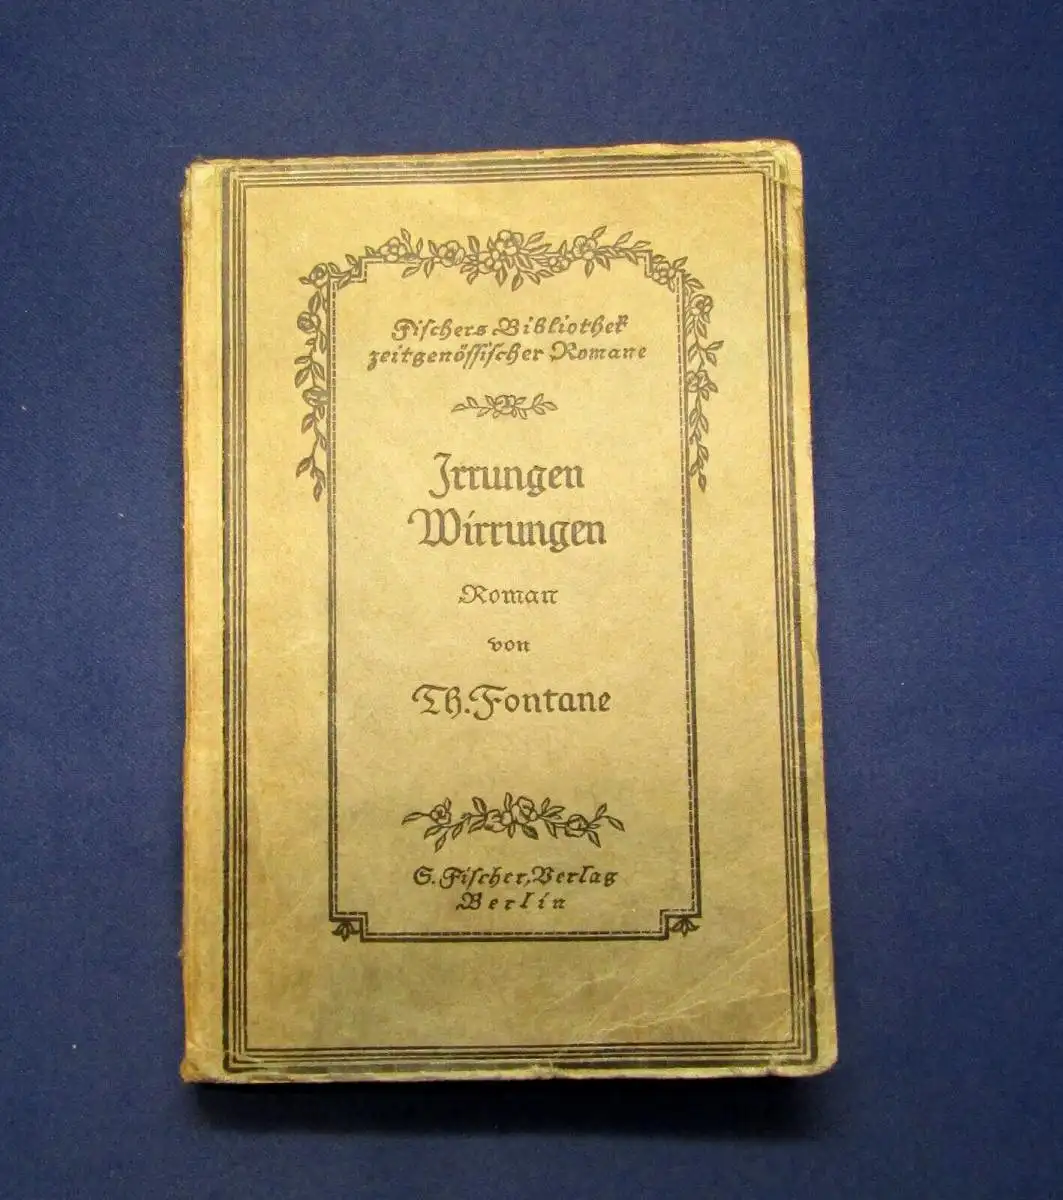 Fischers Bibliothek
zeitgenössischer Romane
Irrungen
Wirrungen
Roman
von
Th. Fontane
S. Fischer, Verlag
Berlin